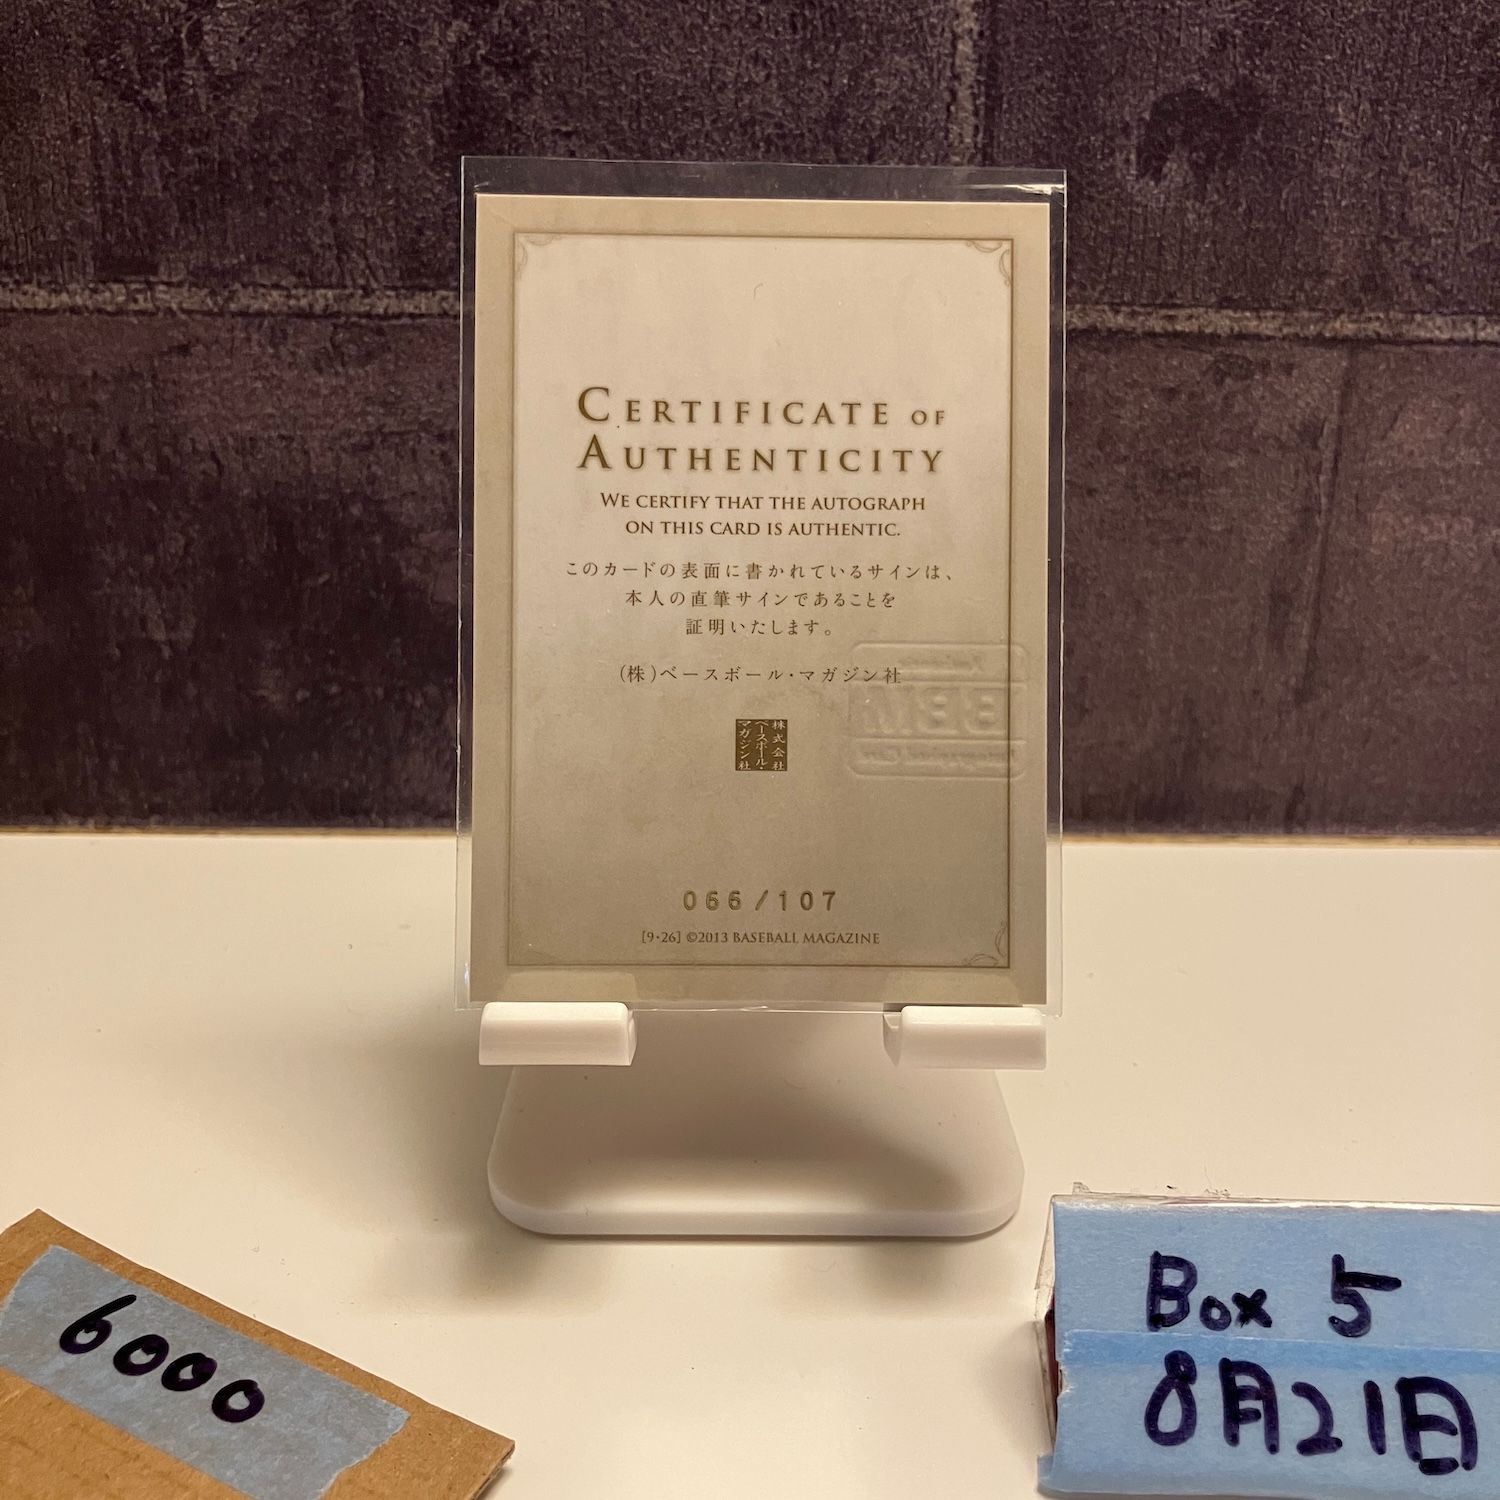 CERTIFICATE OF
AUTHENTICITY
WE CERTIFY THAT THE AUTOGRAPH
ON THIS CARD IS AUTHENTIC.
このカードの表面に書かれているサインは、
本人の直筆サインであることを
証明いたします。
(株)ベースボール・マガジン社
株式会社
ベースボール・
マガジン社
066/107
[9・26] ©2013 BASEBALL MAGAZINE
6000
Box 5
8月21日